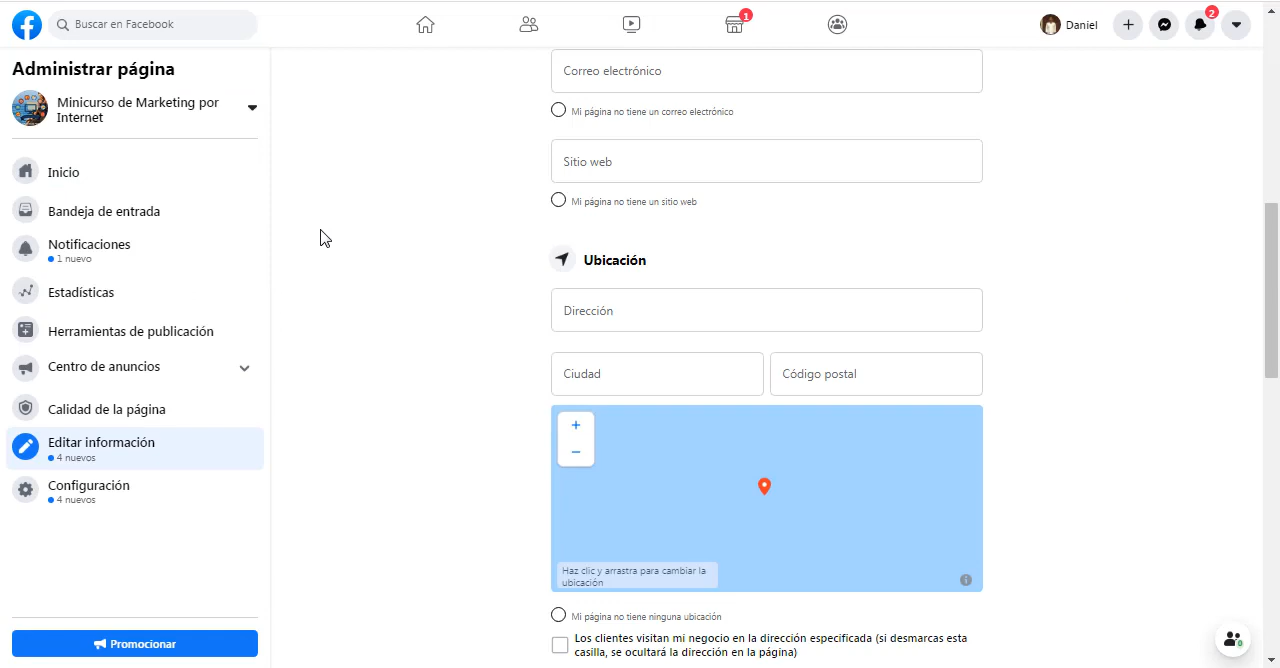 Buscar en Facebook
1
Daniel
2
Administrar página
Minicurso de Marketing por
Internet
Inicio
Bandeja de entrada
Notificaciones
1 nuevo
Estadísticas
Herramientas de publicación
Centro de anuncios
Calidad de la página
Editar información
4 nuevos
Configuración
4 nuevos
Promocionar
Correo electrónico
Mi página no tiene un correo electrónico
Sitio web
Mi página no tiene un sitio web
Ubicación
Dirección
Ciudad
Código postal
+
−
Haz clic y arrastra para cambiar la
ubicación
Mi página no tiene ninguna ubicación
Los clientes visitan mi negocio en la dirección especificada (si desmarcas esta
casilla, se ocultará la dirección en la página)
0